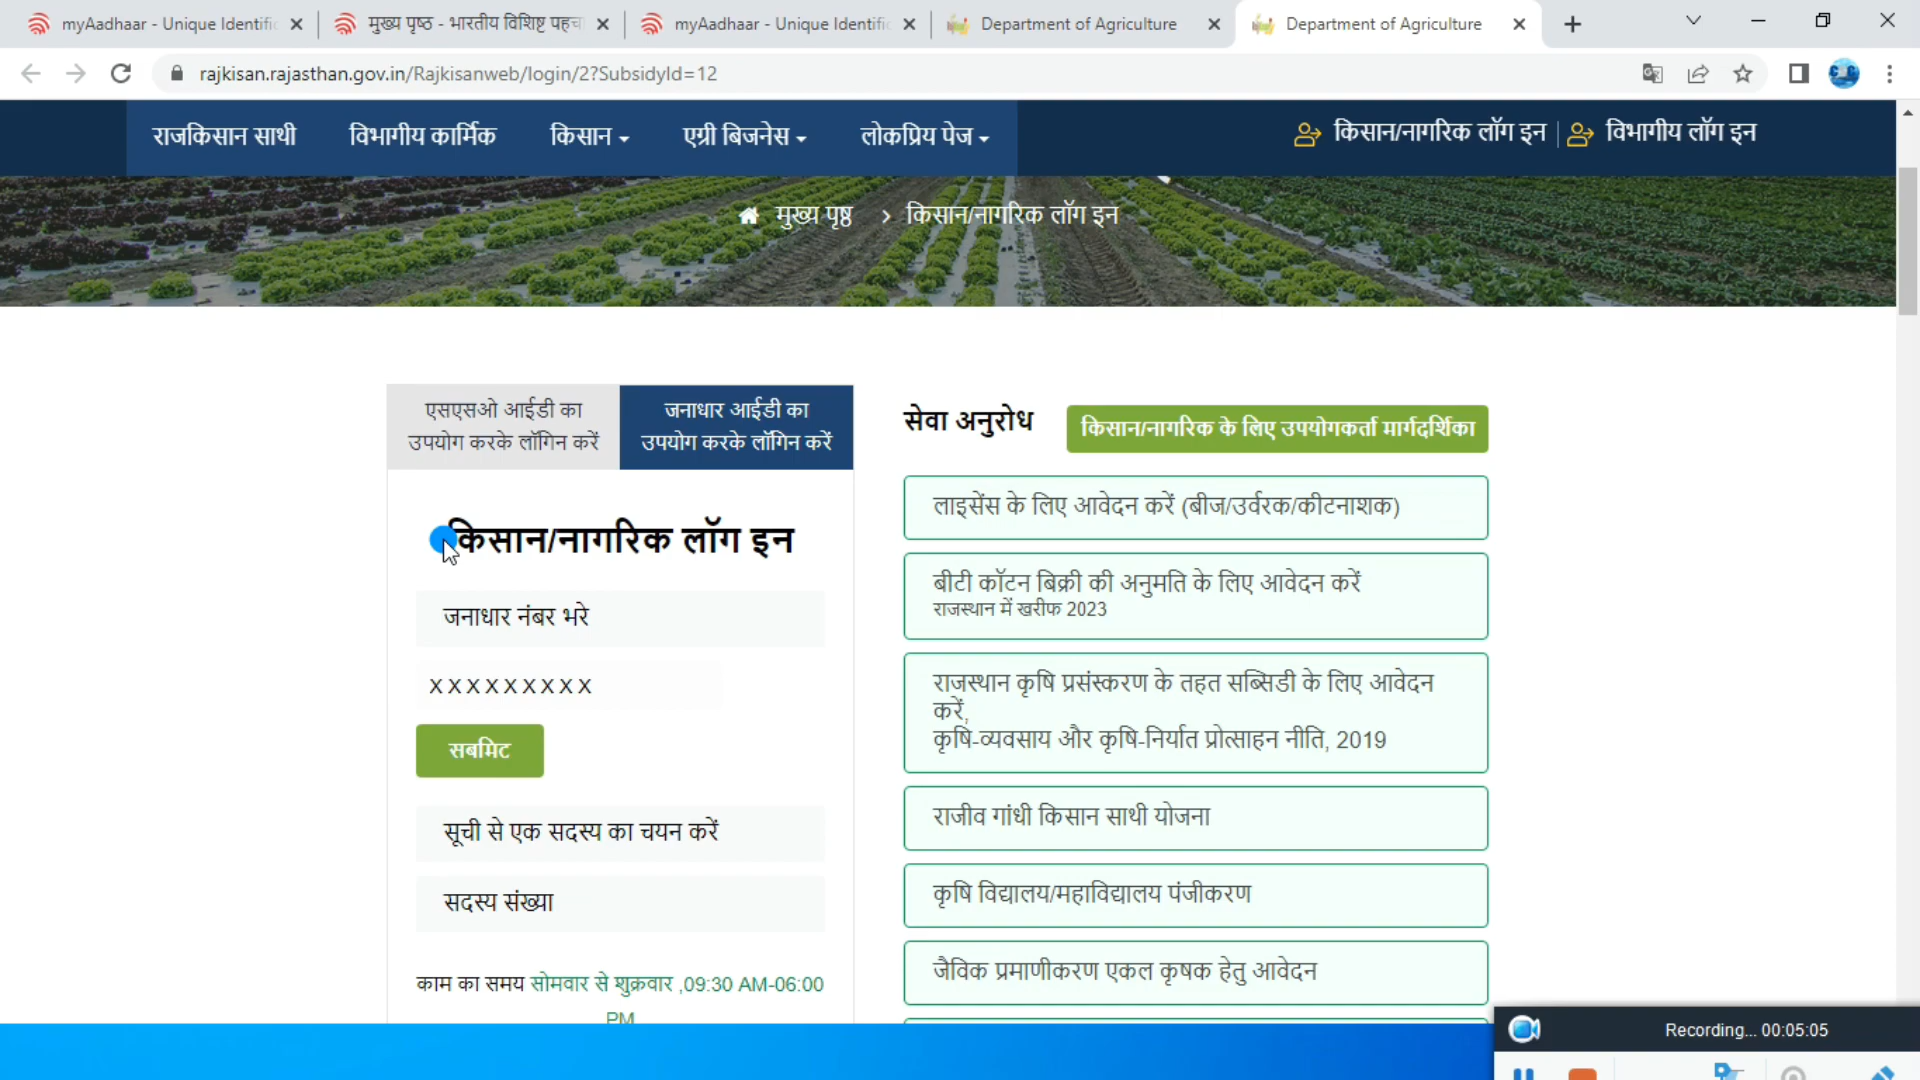 myAadhaar - Unique Identific
मुख्य पृष्ठ - भारतीय विशिष्ट पहचा
myAadhaar - Unique Identific
Department of Agriculture
Department of Agriculture
rajkisan.rajasthan.gov.in/Rajkisanweb/login/2?SubsidyId=12
राजकिसान साथी
विभागीय कार्मिक
किसान
एग्री बिजनेस
लोकप्रिय पेज
किसान/नागरिक लॉग इन
विभागीय लॉग इन
मुख्य पृष्ठ > किसान/नागरिक लॉग इन
एसएसओ आईडी का
उपयोग करके लॉगिन करें
जनाधार आईडी का
उपयोग करके लॉगिन करें
किसान/नागरिक लॉग इन
जनाधार नंबर भरे
X X X X X X X X X
सबमिट
सूची से एक सदस्य का चयन करें
सदस्य संख्या
काम का समय सोमवार से शुक्रवार ,09:30 AM-06:00
PM
सेवा अनुरोध
किसान/नागरिक के लिए उपयोगकर्ता मार्गदर्शिका
लाइसेंस के लिए आवेदन करें (बीज/उर्वरक/कीटनाशक)
बीटी कॉटन बिक्री की अनुमति के लिए आवेदन करें
राजस्थान में खरीफ 2023
राजस्थान कृषि प्रसंस्करण के तहत सब्सिडी के लिए आवेदन
करें,
कृषि-व्यवसाय और कृषि-निर्यात प्रोत्साहन नीति, 2019
राजीव गांधी किसान साथी योजना
कृषि विद्यालय/महाविद्यालय पंजीकरण
जैविक प्रमाणीकरण एकल कृषक हेतु आवेदन
Recording... 00:05:05